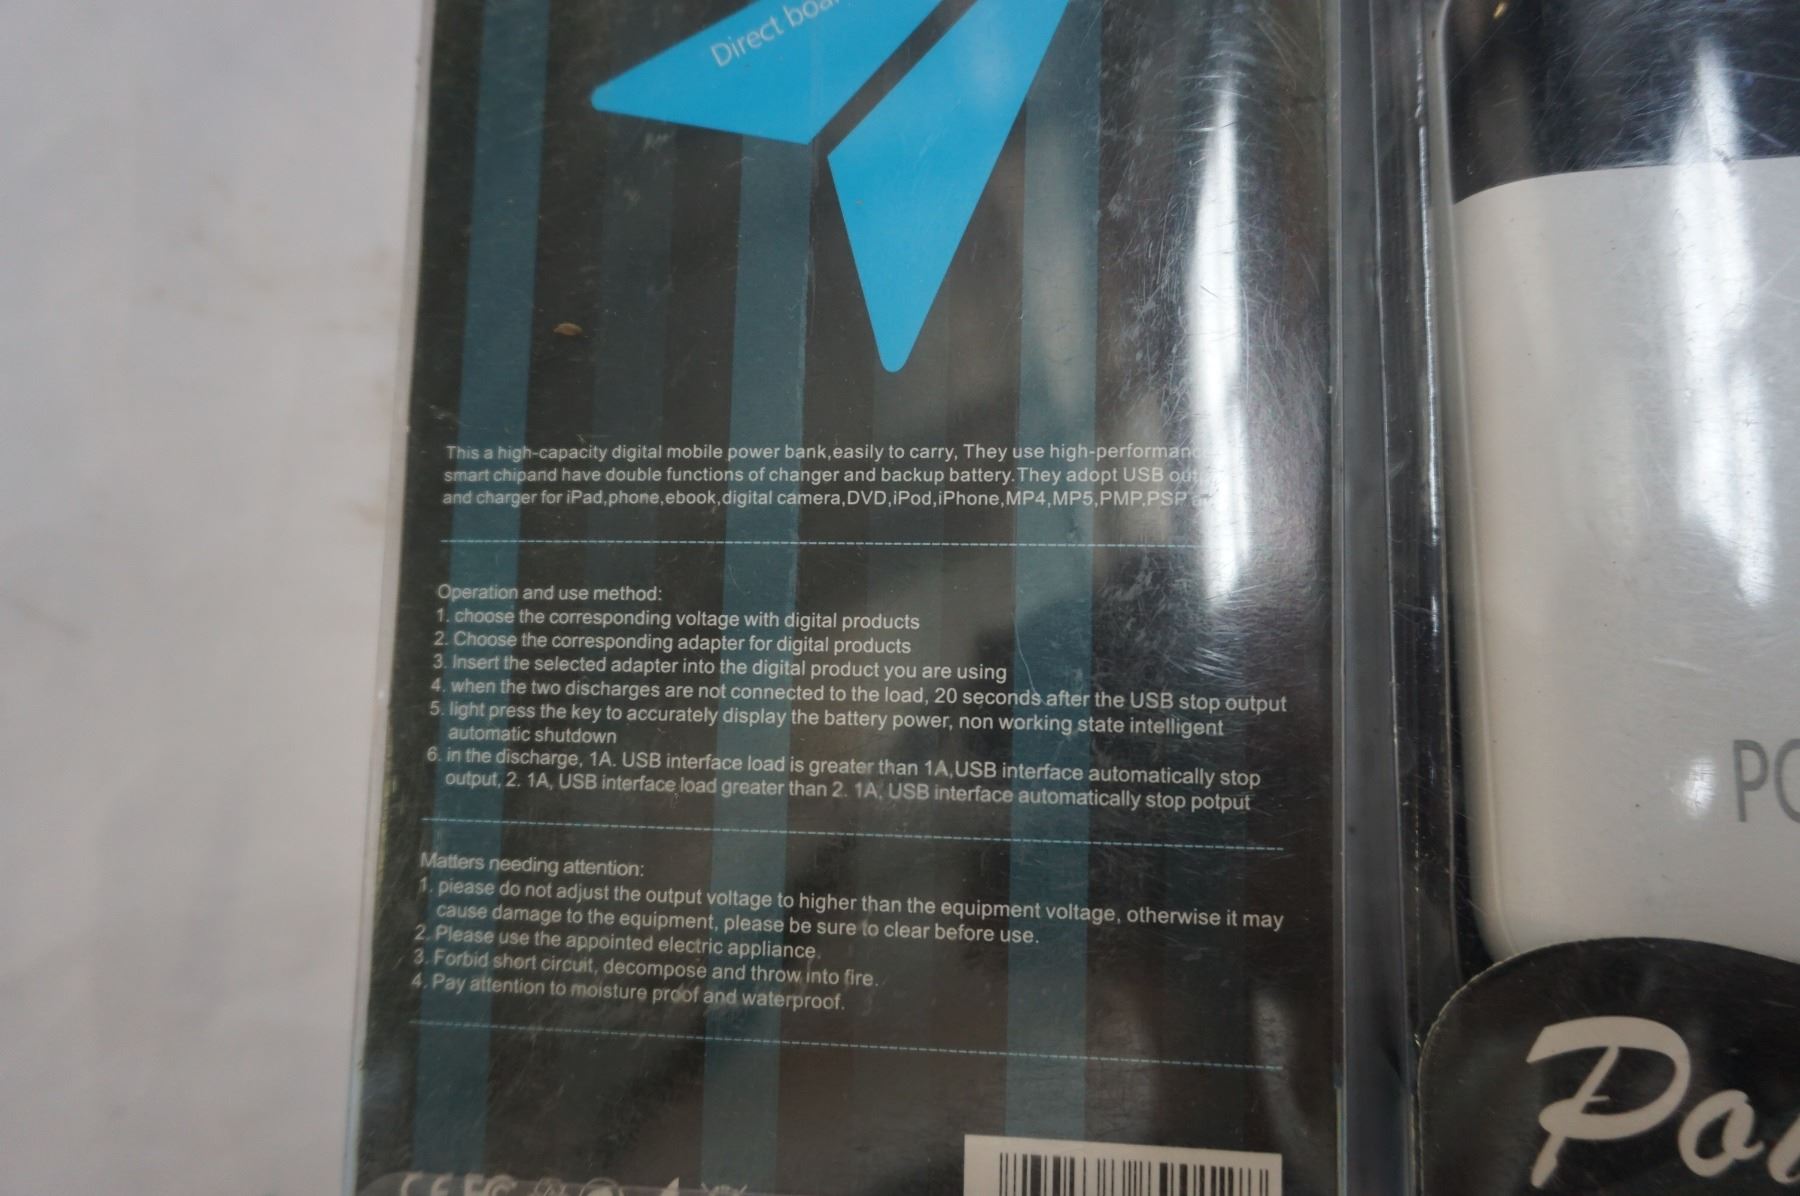 Direct
This a high-capacity digital mobile power bank,easily to carry, They use high-performanc
smart chipand have double functions of changer and backup battery.They adopt USB out
and charger for iPad,phone,ebook,digital camera,DVD,iPod,iPhone,MP4,MP5,PMP,PSP
Operation and use method:
1. choose the corresponding voltage with digital products
2. Choose the corresponding adapter for digital products
3. Insert the selected adapter into the digital product you are using
4. when the two discharges are not connected to the load, 20 seconds after the USB stop output
5. light press the key to accurately display the battery power, non working state intelligent
automatic shutdown
6. in the discharge, 1A. USB interface load is greater than 1A,USB interface automatically stop
output, 2. 1A, USB interface load greater than 2. 1A, USB interface automatically stop potput
Matters needing attention:
1. piease do not adjust the output voltage to higher than the equipment voltage, otherwise it may
cause damage to the equipment, please be sure to clear before use.
2. Please use the appointed electric appliance.
3. Forbid short circuit, decompose and throw into fire.
4. Pay attention to moisture proof and waterproof.
CE FC
PO
Po